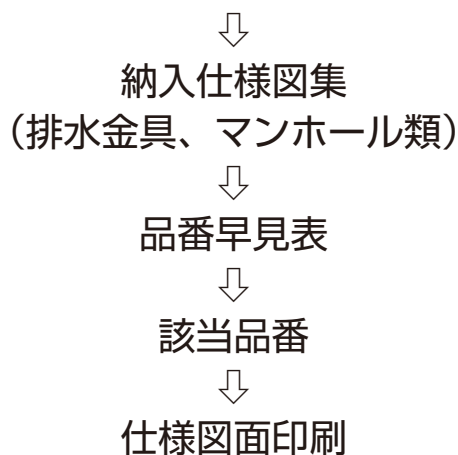 ⇩
納入仕様図集
（排水金具、マンホール類）
⇩
品番早見表
⇩
該当品番
⇩
仕様図面印刷